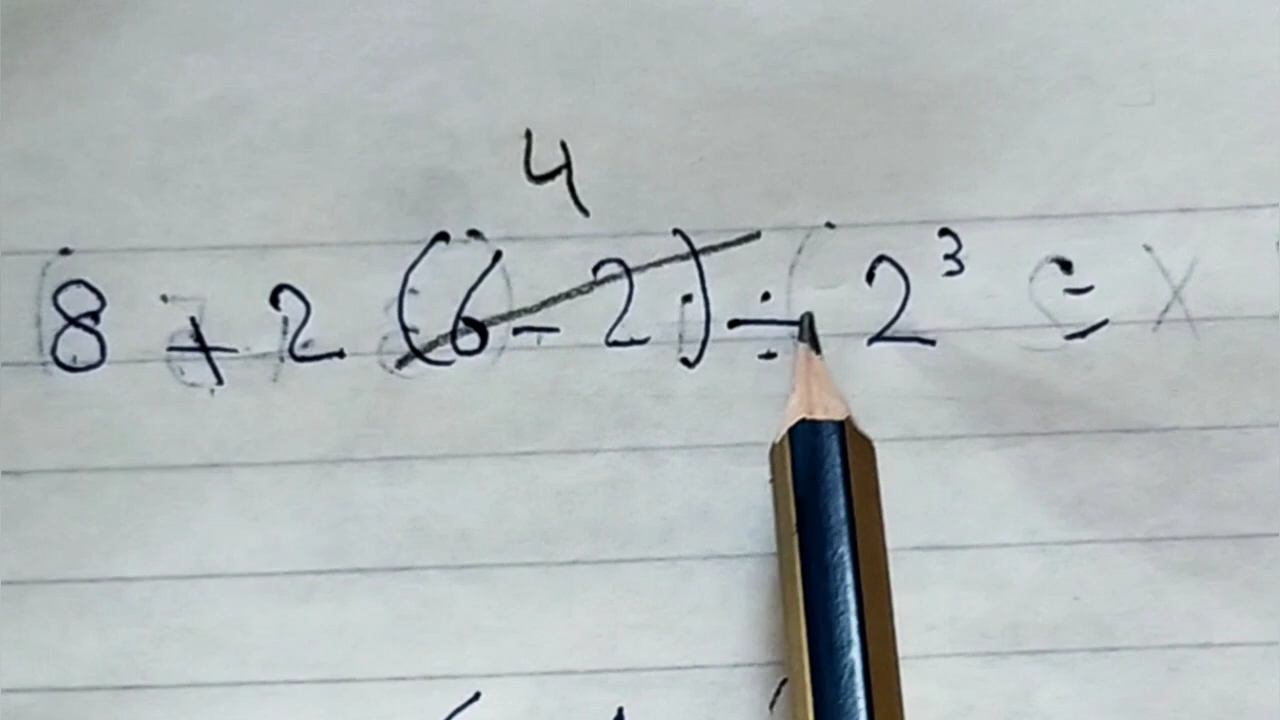 4
8 + 2 (6 - 2) ÷ 2³ =